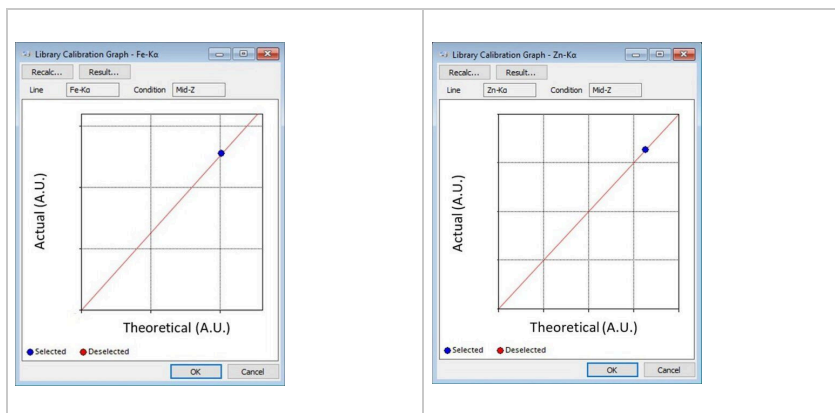 Library Calibration Graph - Fe-Kα
Recalc... Result...
Line Fe-Kα Condition Mid-Z
Actual (A.U.)
Theoretical (A.U.)
Selected Deselected
OK Cancel
Library Calibration Graph - Zn-Kα
Recalc... Result...
Line Zn-Kα Condition Mid-Z
Actual (A.U.)
Theoretical (A.U.)
Selected Deselected
OK Cancel